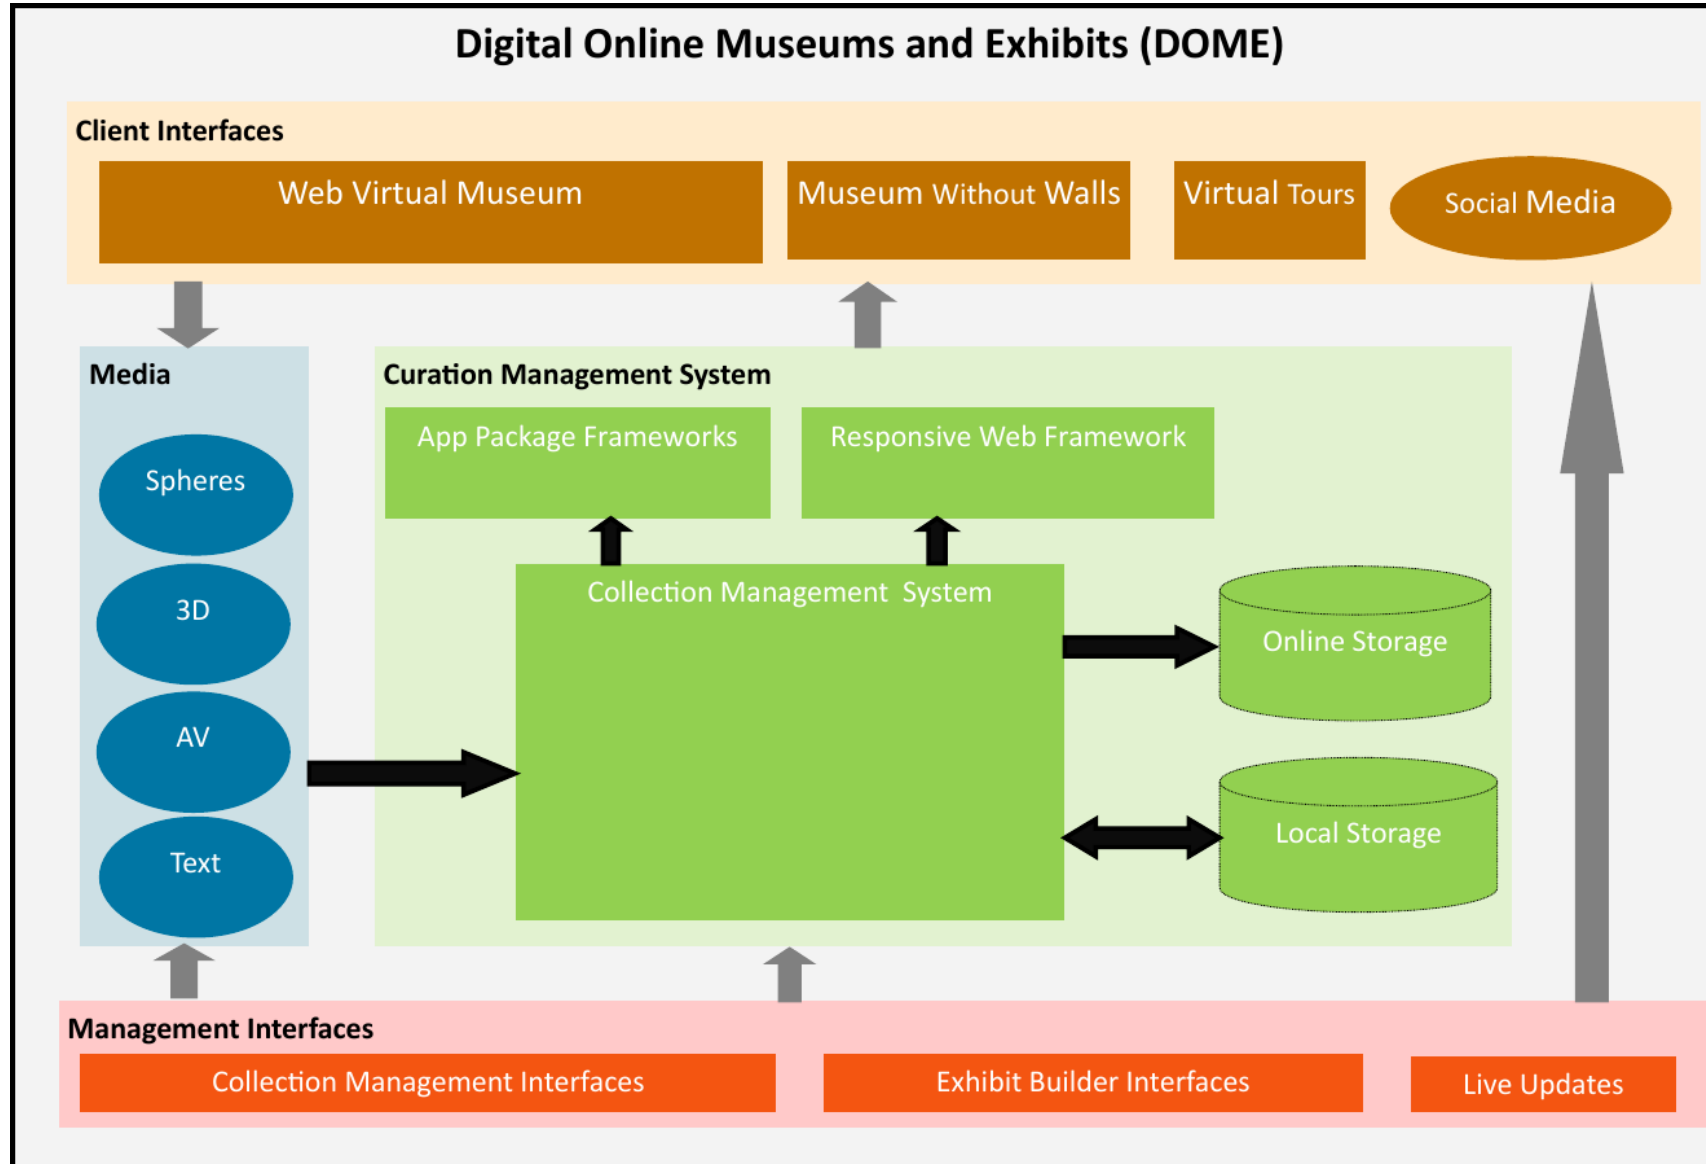 Digital Online Museums and Exhibits (DOME)
Client Interfaces
Web Virtual Museum
Museum Without Walls
Virtual Tours
Social Media
Media
Spheres
3D
AV
Text
Curation Management System
App Package Frameworks
Responsive Web Framework
Collection Management System
Online Storage
Local Storage
Management Interfaces
Collection Management Interfaces
Exhibit Builder Interfaces
Live Updates